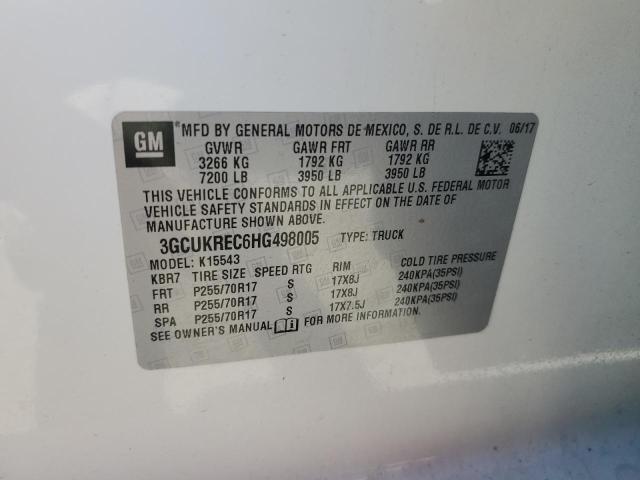 GM
*MFD BY GENERAL MOTORS DE MEXICO, S. DE R.L. DE C.V. 06/17
GVWR GAWR FRT GAWR RR
3266 KG 1792 KG 1792 KG
7200 LB 3950 LB 3950 LB
THIS VEHICLE CONFORMS TO ALL APPLICABLE U.S. FEDERAL MOTOR
VEHICLE SAFETY STANDARDS IN EFFECT ON THE DATE OF
MANUFACTURE SHOWN ABOVE.
3GCUKREC6HG498005 TYPE: TRUCK
MODEL: K15543
KBR7 TIRE SIZE SPEED RTG RIM COLD TIRE PRESSURE
FRT P255/70R17 S 17X8J 240KPA(35PSI)
RR P255/70R17 S 17X8J 240KPA(35PSI)
SPA P255/70R17 S 17X7.5J 240KPA(35PSI)
SEE OWNER'S MANUAL FOR MORE INFORMATION.